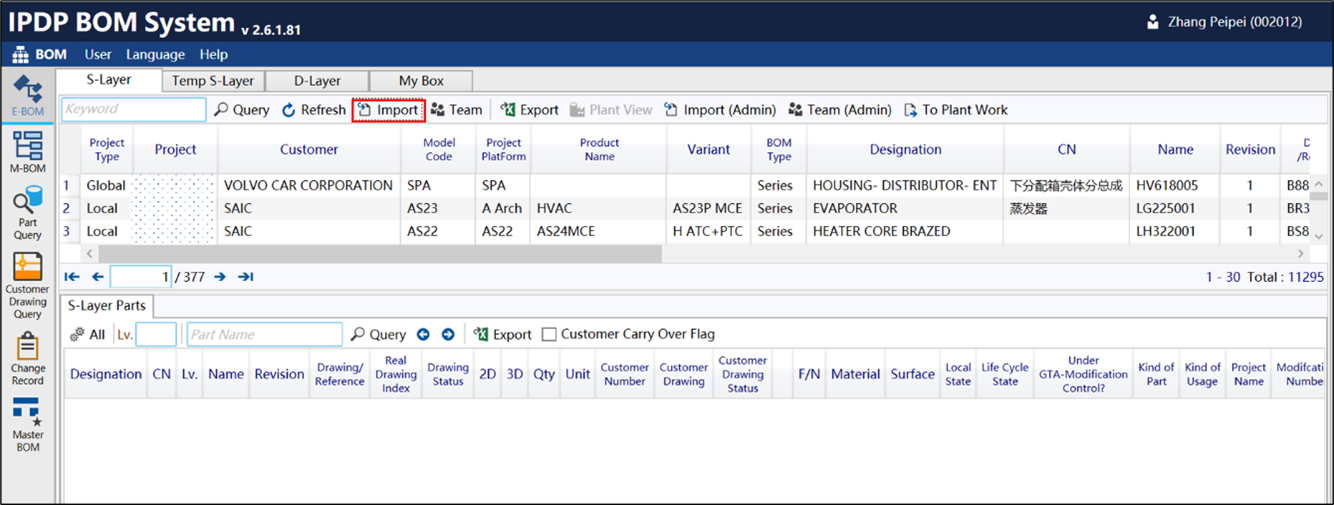 IPDP BOM System v 2.6.1.81
Zhang Peipei (002012)
BOM User Language Help
E-BOM
M-BOM
Part
Query
Customer
Drawing
Query
Change
Record
Master
BOM
S-Layer Temp S-Layer D-Layer My Box
Keyword Query Refresh Import Team Export Plant View Import (Admin) Team (Admin) To Plant Work
Project Type Project Customer Model Code Project PlatForm Product Name Variant BOM Type Designation CN Name Revision D /R
1 Global VOLVO CAR CORPORATION SPA SPA Series HOUSING- DISTRIBUTOR- ENT 下分配箱壳体分总成 HV618005 1 B88
2 Local SAIC AS23 A Arch HVAC AS23P MCE Series EVAPORATOR 蒸发器 LG225001 1 BR3
3 Local SAIC AS22 AS22 AS24MCE H ATC+PTC Series HEATER CORE BRAZED LH322001 1 BS8
1 / 377
1 - 30 Total : 11295
S-Layer Parts
All Lv. Part Name Query Export Customer Carry Over Flag
Designation CN Lv. Name Revision Drawing/ Reference Real Drawing Index Drawing Status 2D 3D Qty Unit Customer Number Customer Drawing Customer Drawing Status F/N Material Surface Local State Life Cycle State Under GTA-Modification Control? Kind of Part Kind of Usage Project Name Modifcati Numbe